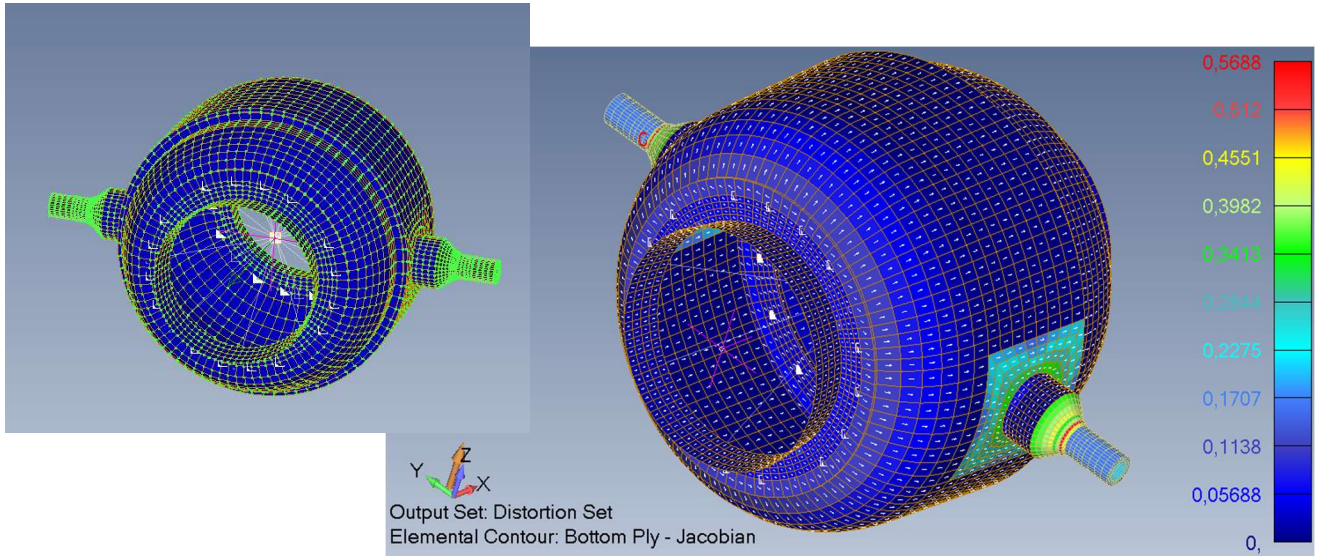 0,5688
0,512
0,4551
0,3982
0,3413
0,2844
0,2275
0,1707
0,1138
0,05688
0,
Z
Y
X
Output Set: Distortion Set
Elemental Contour: Bottom Ply - Jacobian